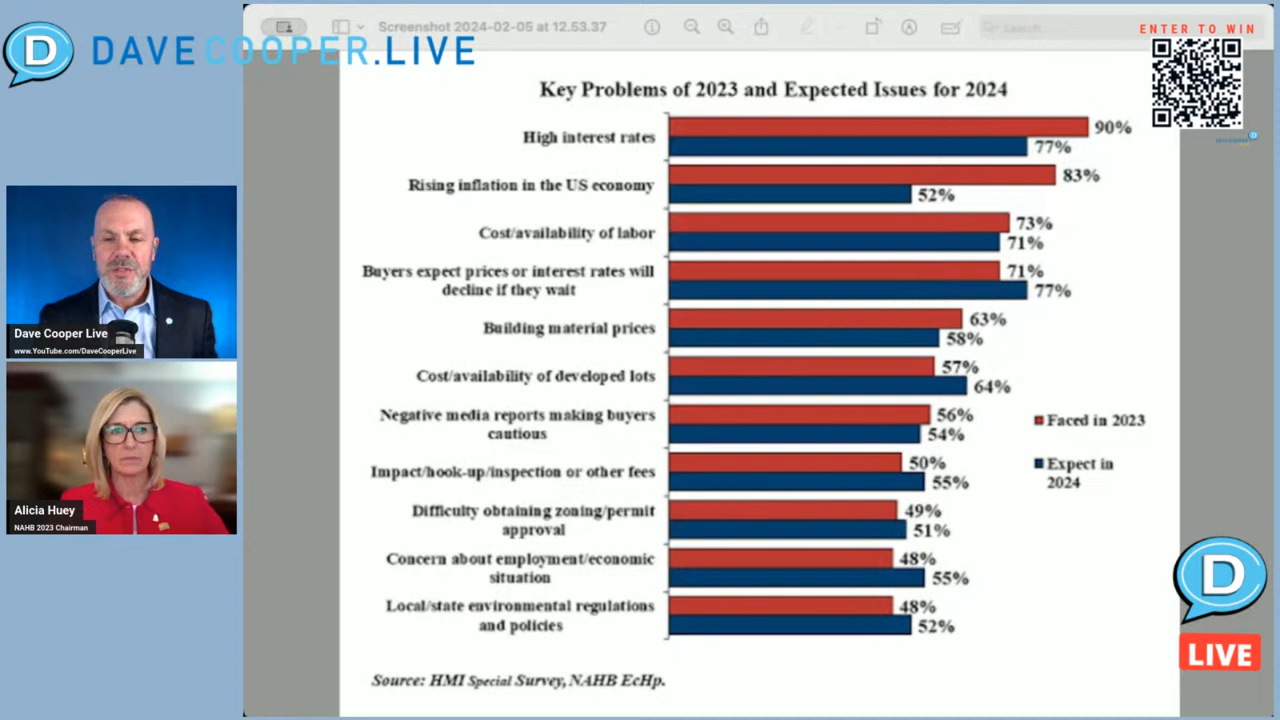 DAVECOOPER.LIVE
D
Screenshot 2024-02-05 at 12.53.37
Search
ENTER TO WIN
Key Problems of 2023 and Expected Issues for 2024
High interest rates
90%
77%
Rising inflation in the US economy
83%
52%
Cost/availability of labor
73%
71%
Buyers expect prices or interest rates will
decline if they wait
71%
77%
Building material prices
63%
58%
Cost/availability of developed lots
57%
64%
Negative media reports making buyers
cautious
56%
54%
Impact/hook-up/inspection or other fees
50%
55%
Difficulty obtaining zoning/permit
approval
49%
51%
Concern about employment/economic
situation
48%
55%
Local/state environmental regulations
and policies
48%
52%
Faced in 2023
Expect in
2024
Source: HMI Special Survey, NAHB EcHp.
Dave Cooper Live
www.YouTube.com/DaveCooperLive
Alicia Huey
NAHB 2023 Chairman
D
LIVE